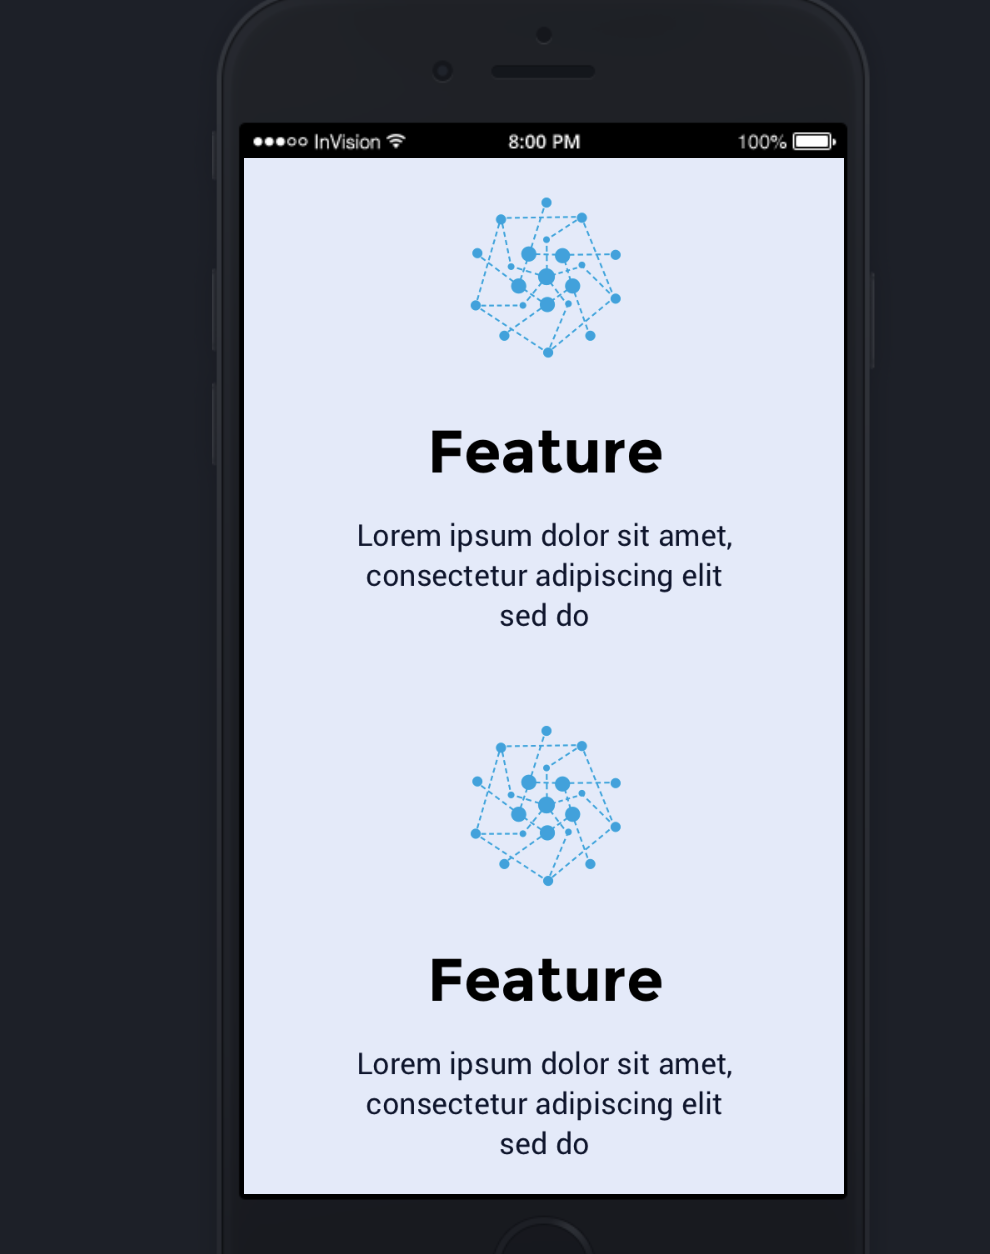 InVision 8:00 PM 100%
Feature
Lorem ipsum dolor sit amet,
consectetur adipiscing elit
sed do
Feature
Lorem ipsum dolor sit amet,
consectetur adipiscing elit
sed do